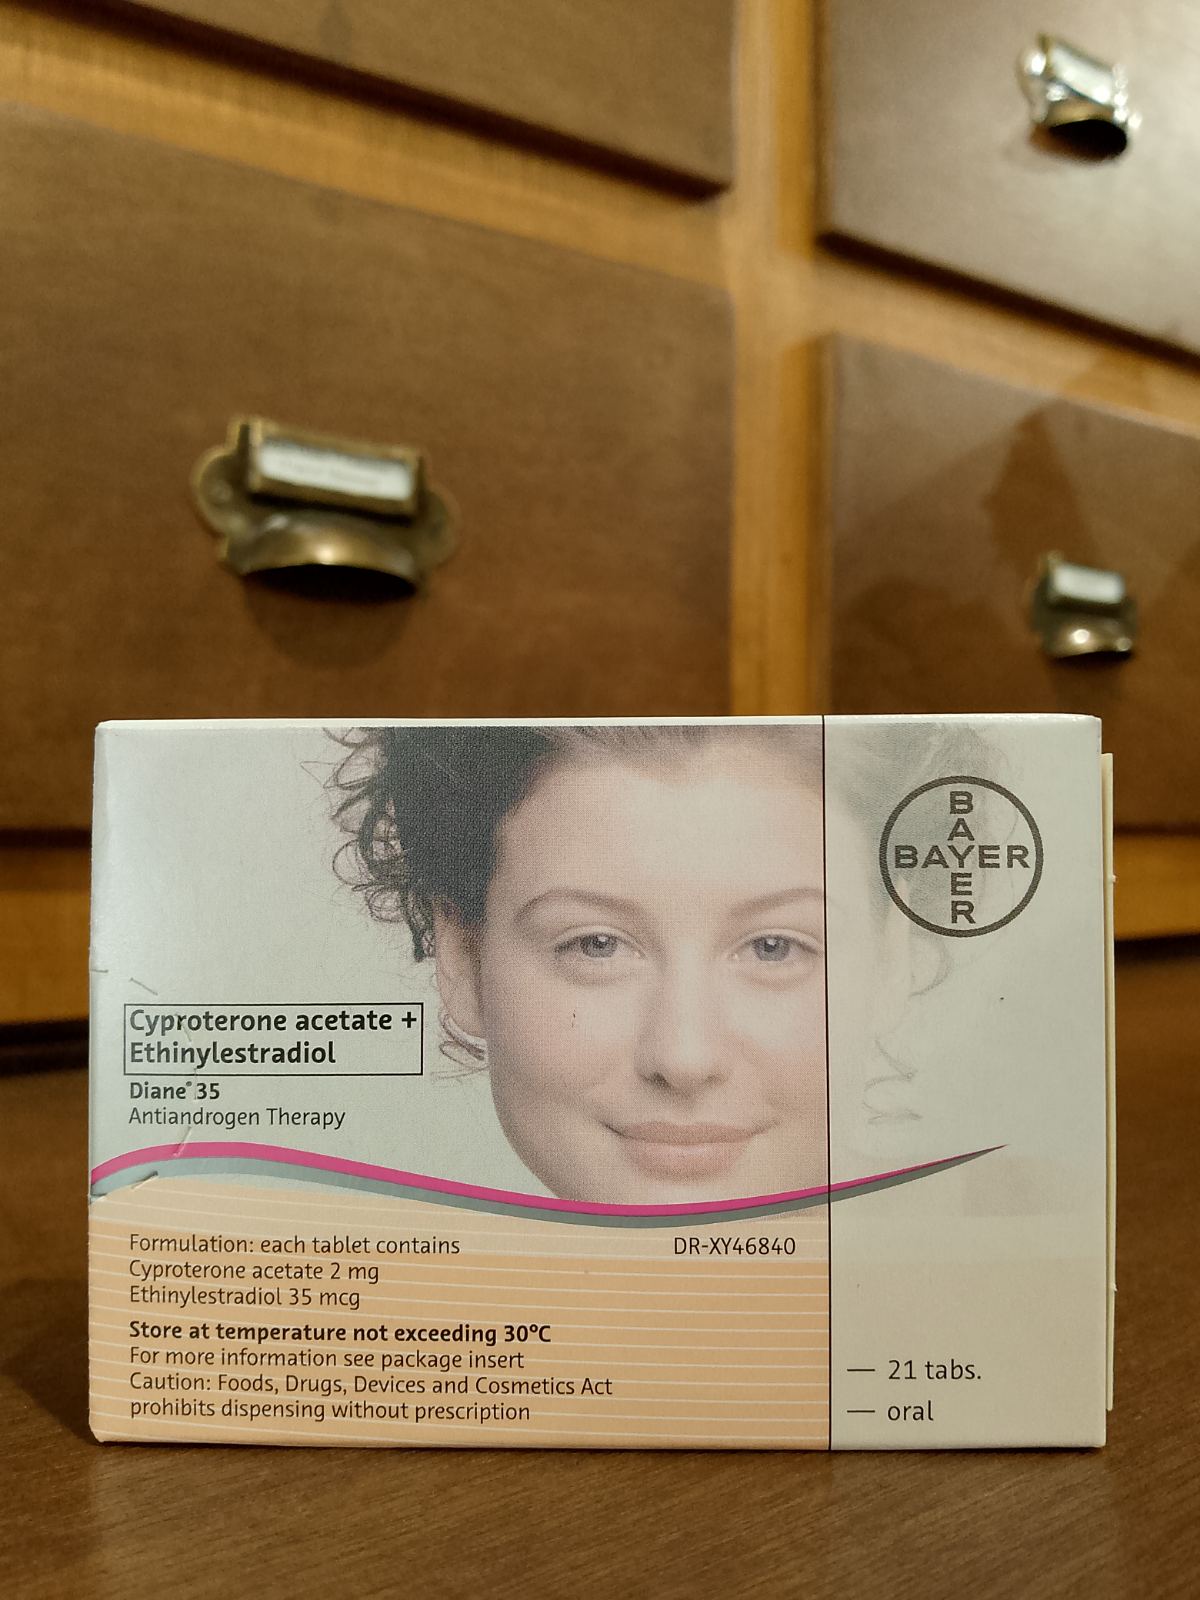 BAYER
BAYER
Cyproterone acetate +
Ethinylestradiol
Diane® 35
Antiandrogen Therapy
Formulation: each tablet contains
DR-XY46840
Cyproterone acetate 2 mg
Ethinylestradiol 35 mcg
Store at temperature not exceeding 30ºC
For more information see package insert
Caution: Foods, Drugs, Devices and Cosmetics Act
prohibits dispensing without prescription
— 21 tabs.
— oral